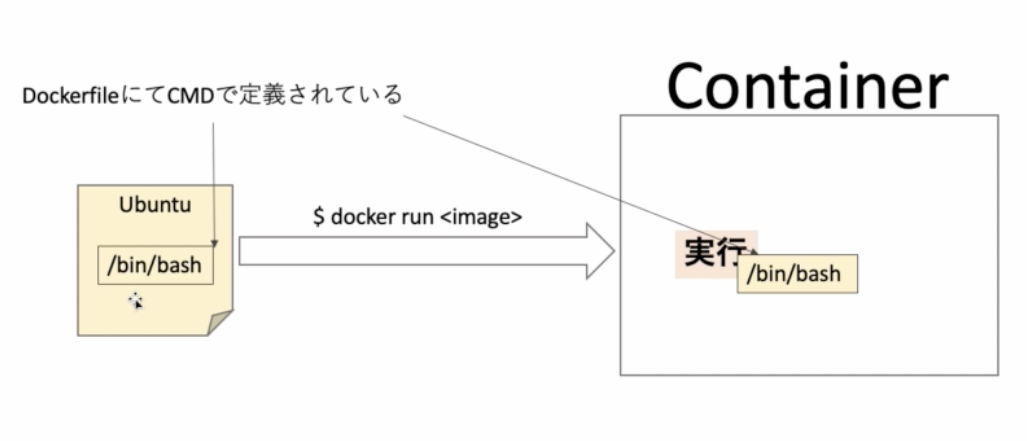 Container
DockerfileにてCMDで定義されている
Ubuntu
/bin/bash
$ docker run <image>
実行
/bin/bash